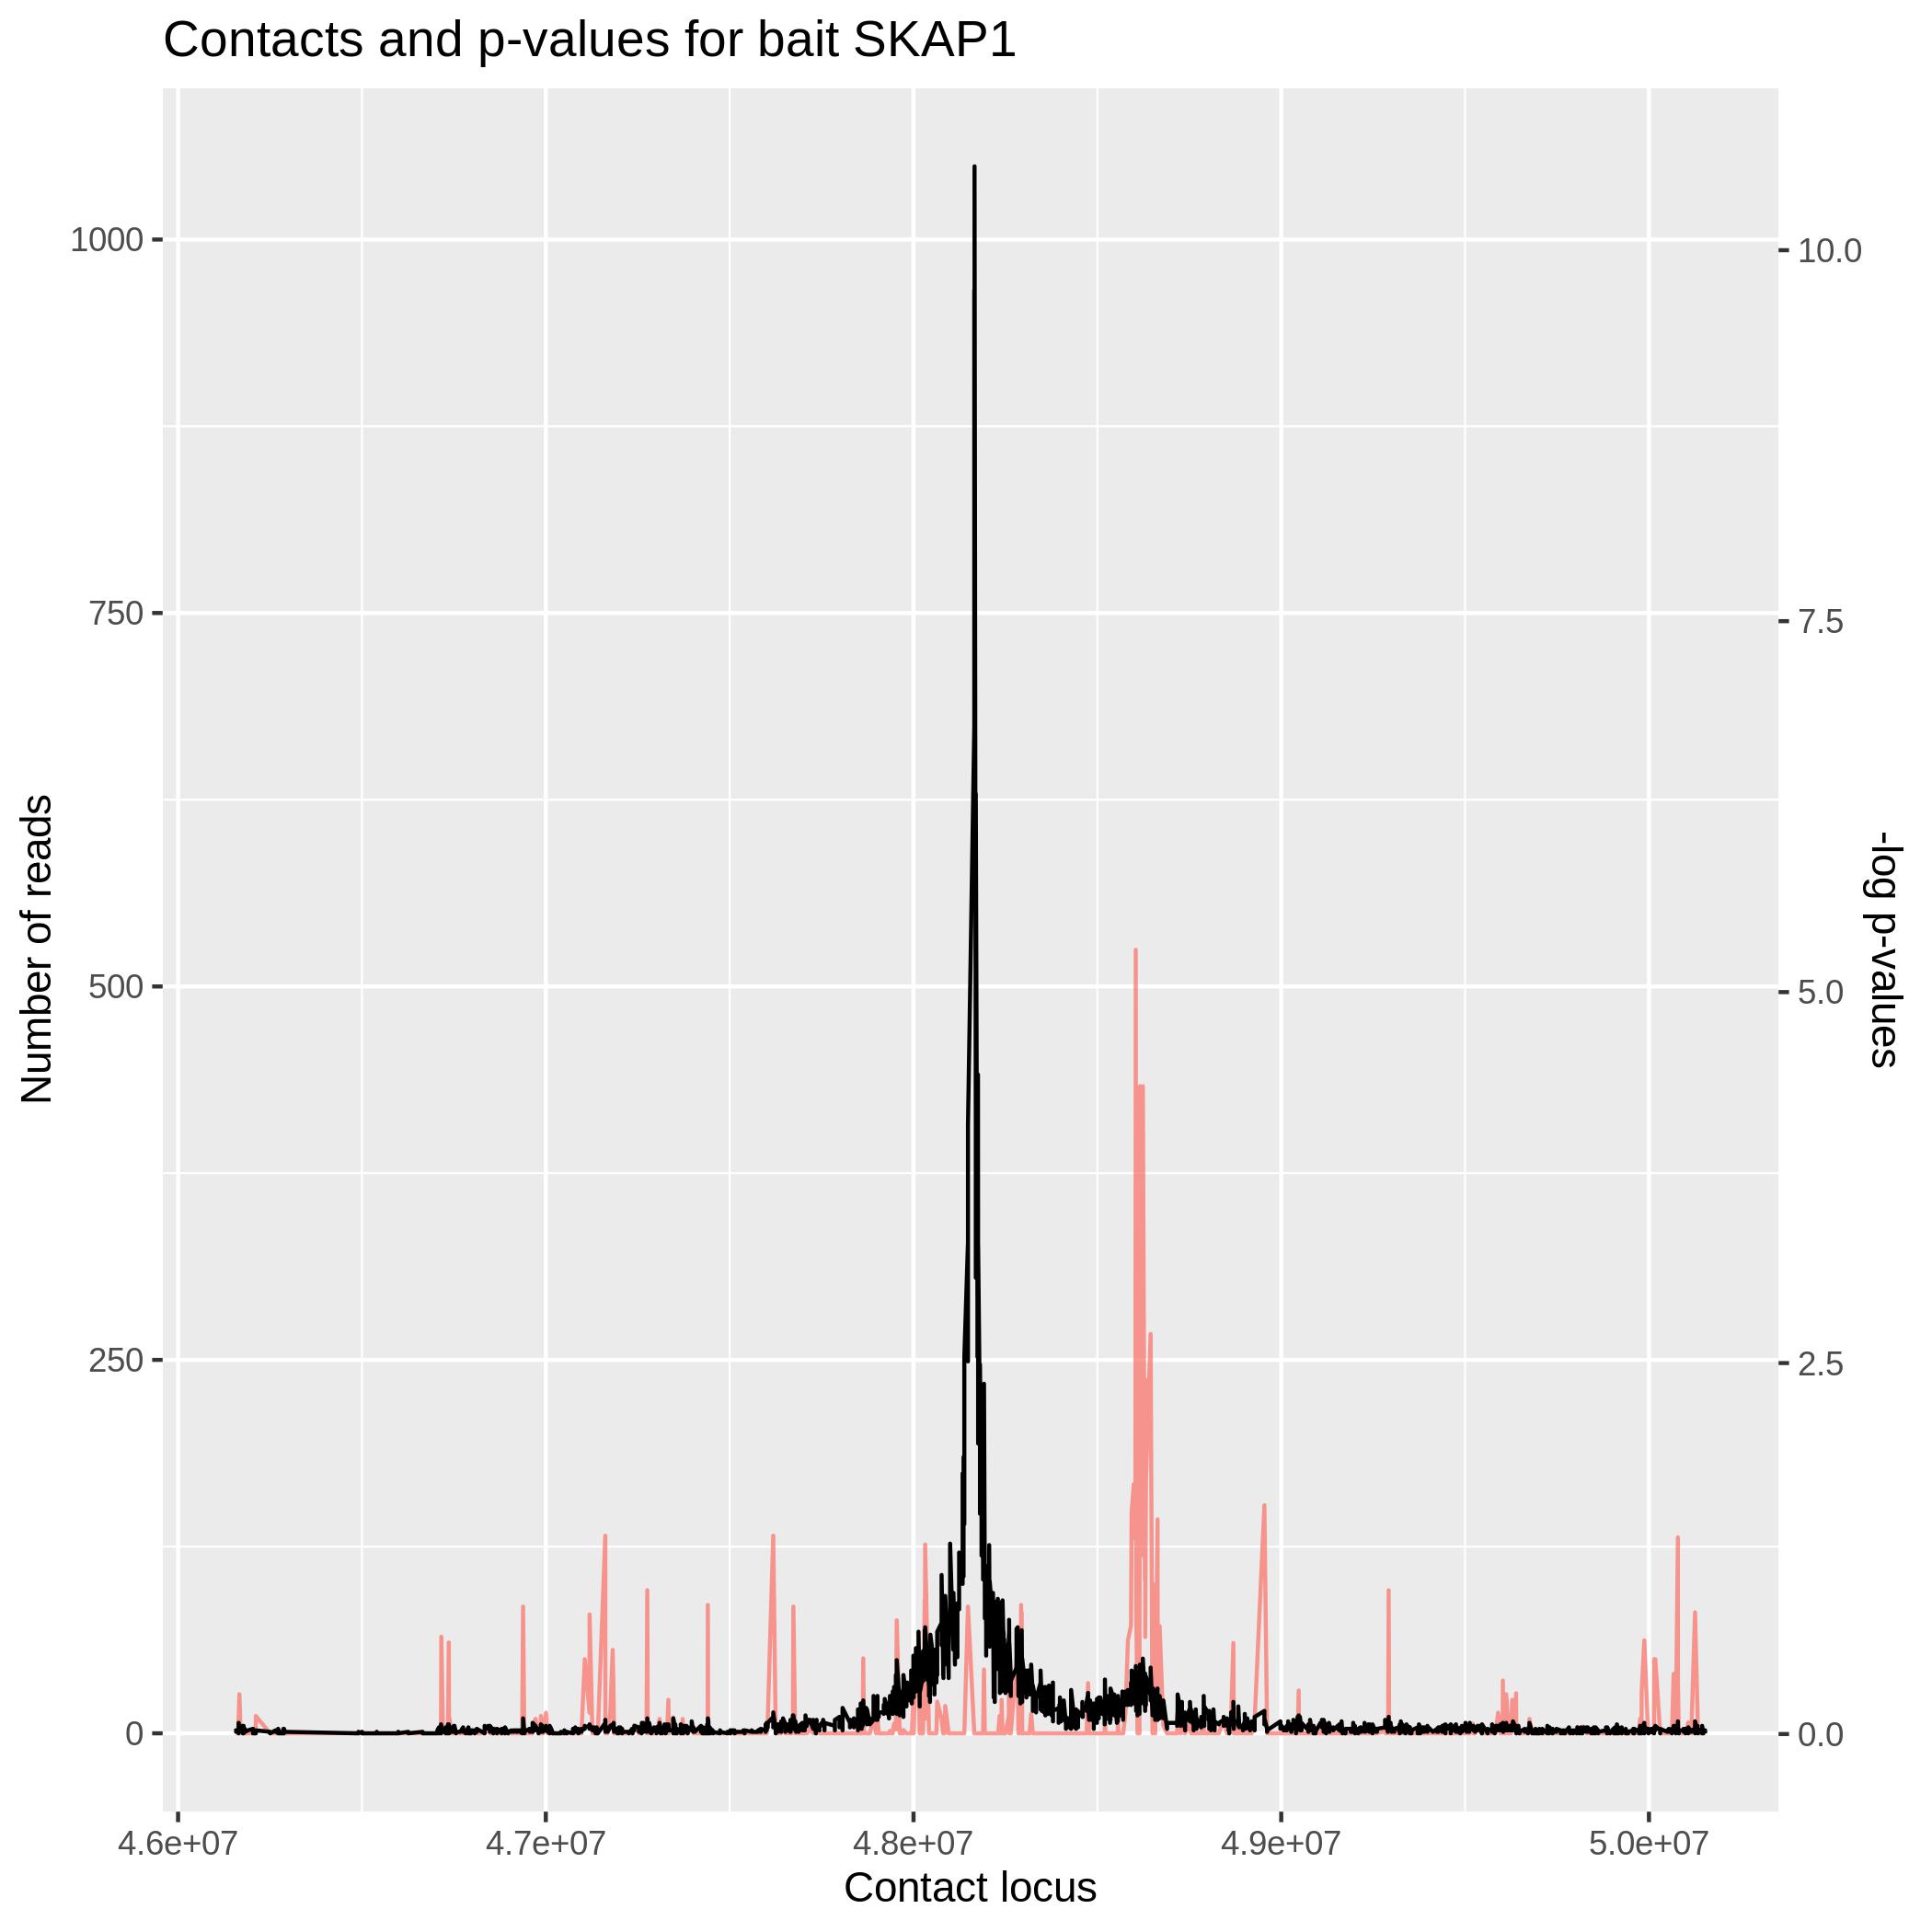 Contacts and p-values for bait SKAP1
1000
750
500
250
0
Number of reads
10.0
7.5
5.0
2.5
0.0
-log p-values
4.6e+07 4.7e+07 4.8e+07 4.9e+07 5.0e+07
Contact locus